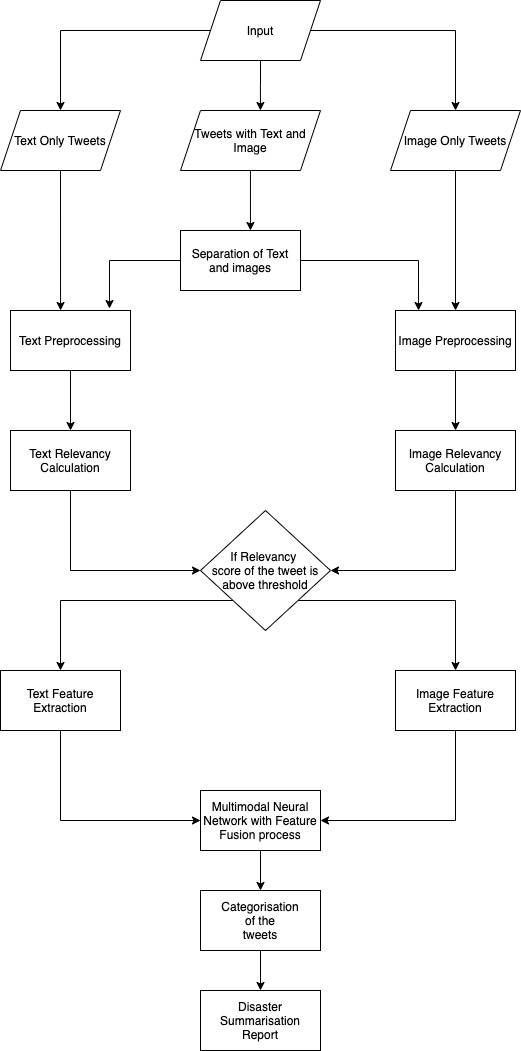 Input
Text Only Tweets
Tweets with Text and
Image
Image Only Tweets
Separation of Text
and images
Text Preprocessing
Image Preprocessing
Text Relevancy
Calculation
Image Relevancy
Calculation
If Relevancy
score of the tweet is
above threshold
Text Feature
Extraction
Image Feature
Extraction
Multimodal Neural
Network with Feature
Fusion process
Categorisation
of the
tweets
Disaster
Summarisation
Report